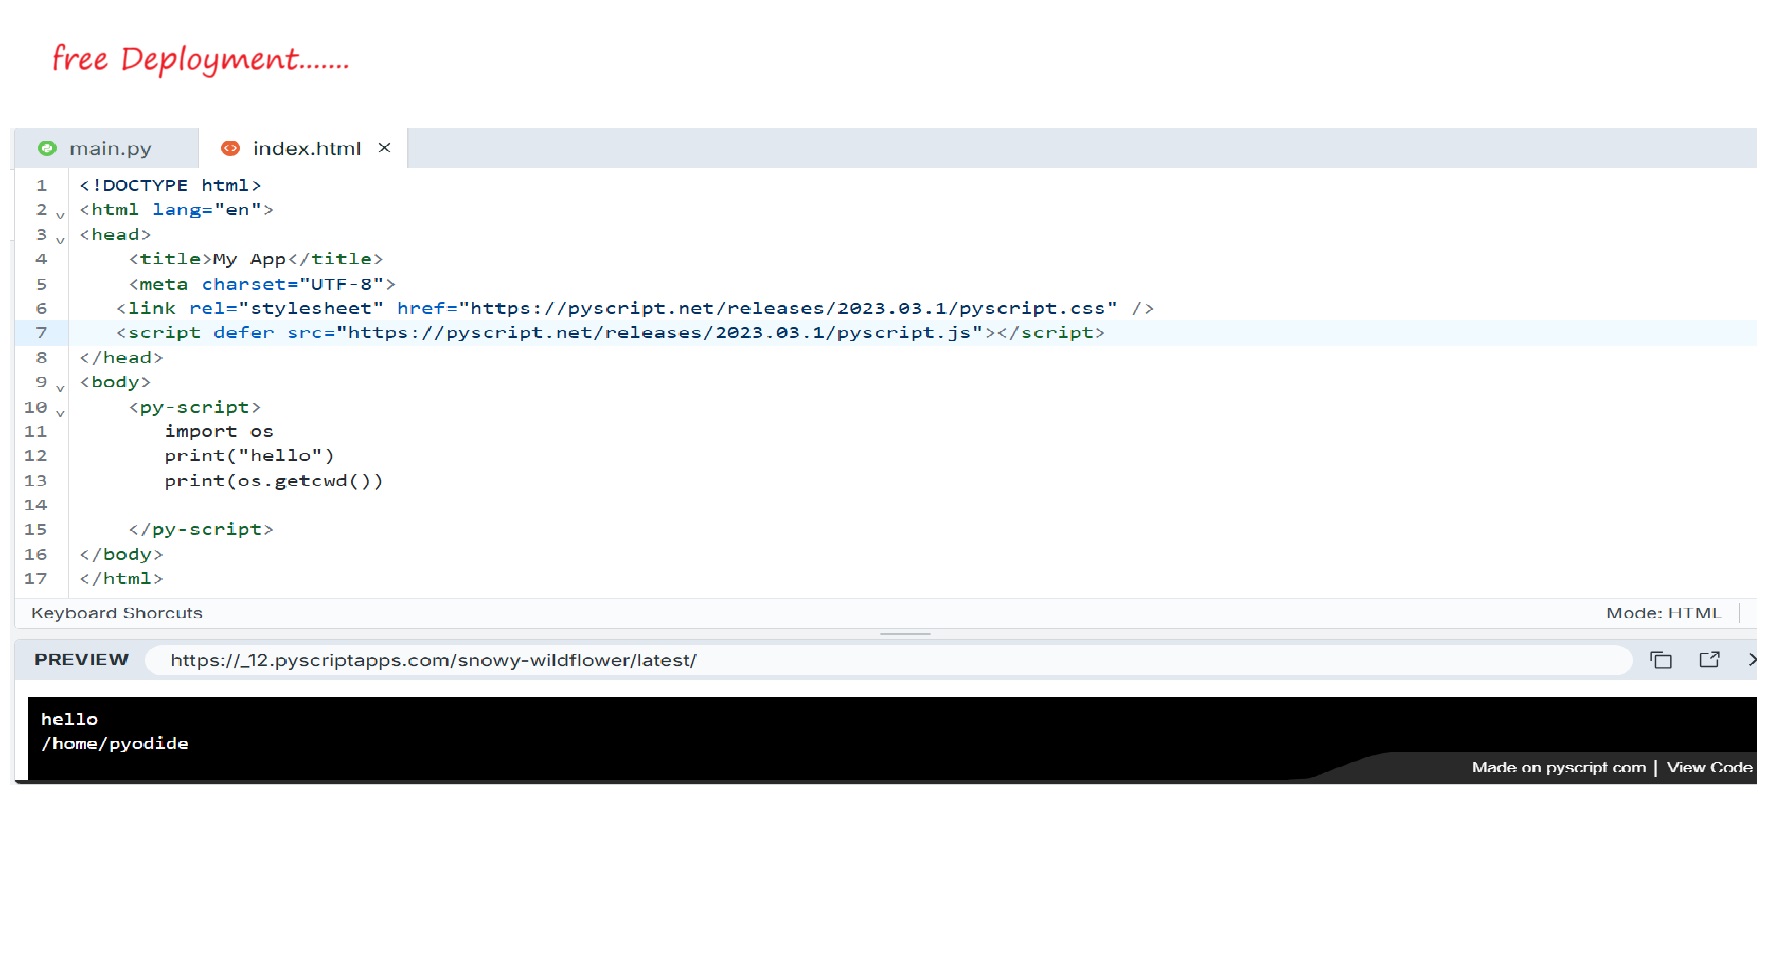 free Deployment.......
main.py index.html ×
1 <!DOCTYPE html>
2 <html lang="en">
3 <head>
4 <title>My App</title>
5 <meta charset="UTF-8">
6 <link rel="stylesheet" href="https://pyscript.net/releases/2023.03.1/pyscript.css" />
7 <script defer src="https://pyscript.net/releases/2023.03.1/pyscript.js"></script>
8 </head>
9 <body>
10 <py-script>
11 import os
12 print("hello")
13 print(os.getcwd())
14
15 </py-script>
16 </body>
17 </html>
Keyboard Shorcuts Mode: HTML
PREVIEW https://_12.pyscriptapps.com/snowy-wildflower/latest/
hello
/home/pyodide
Made on pyscript com | View Code